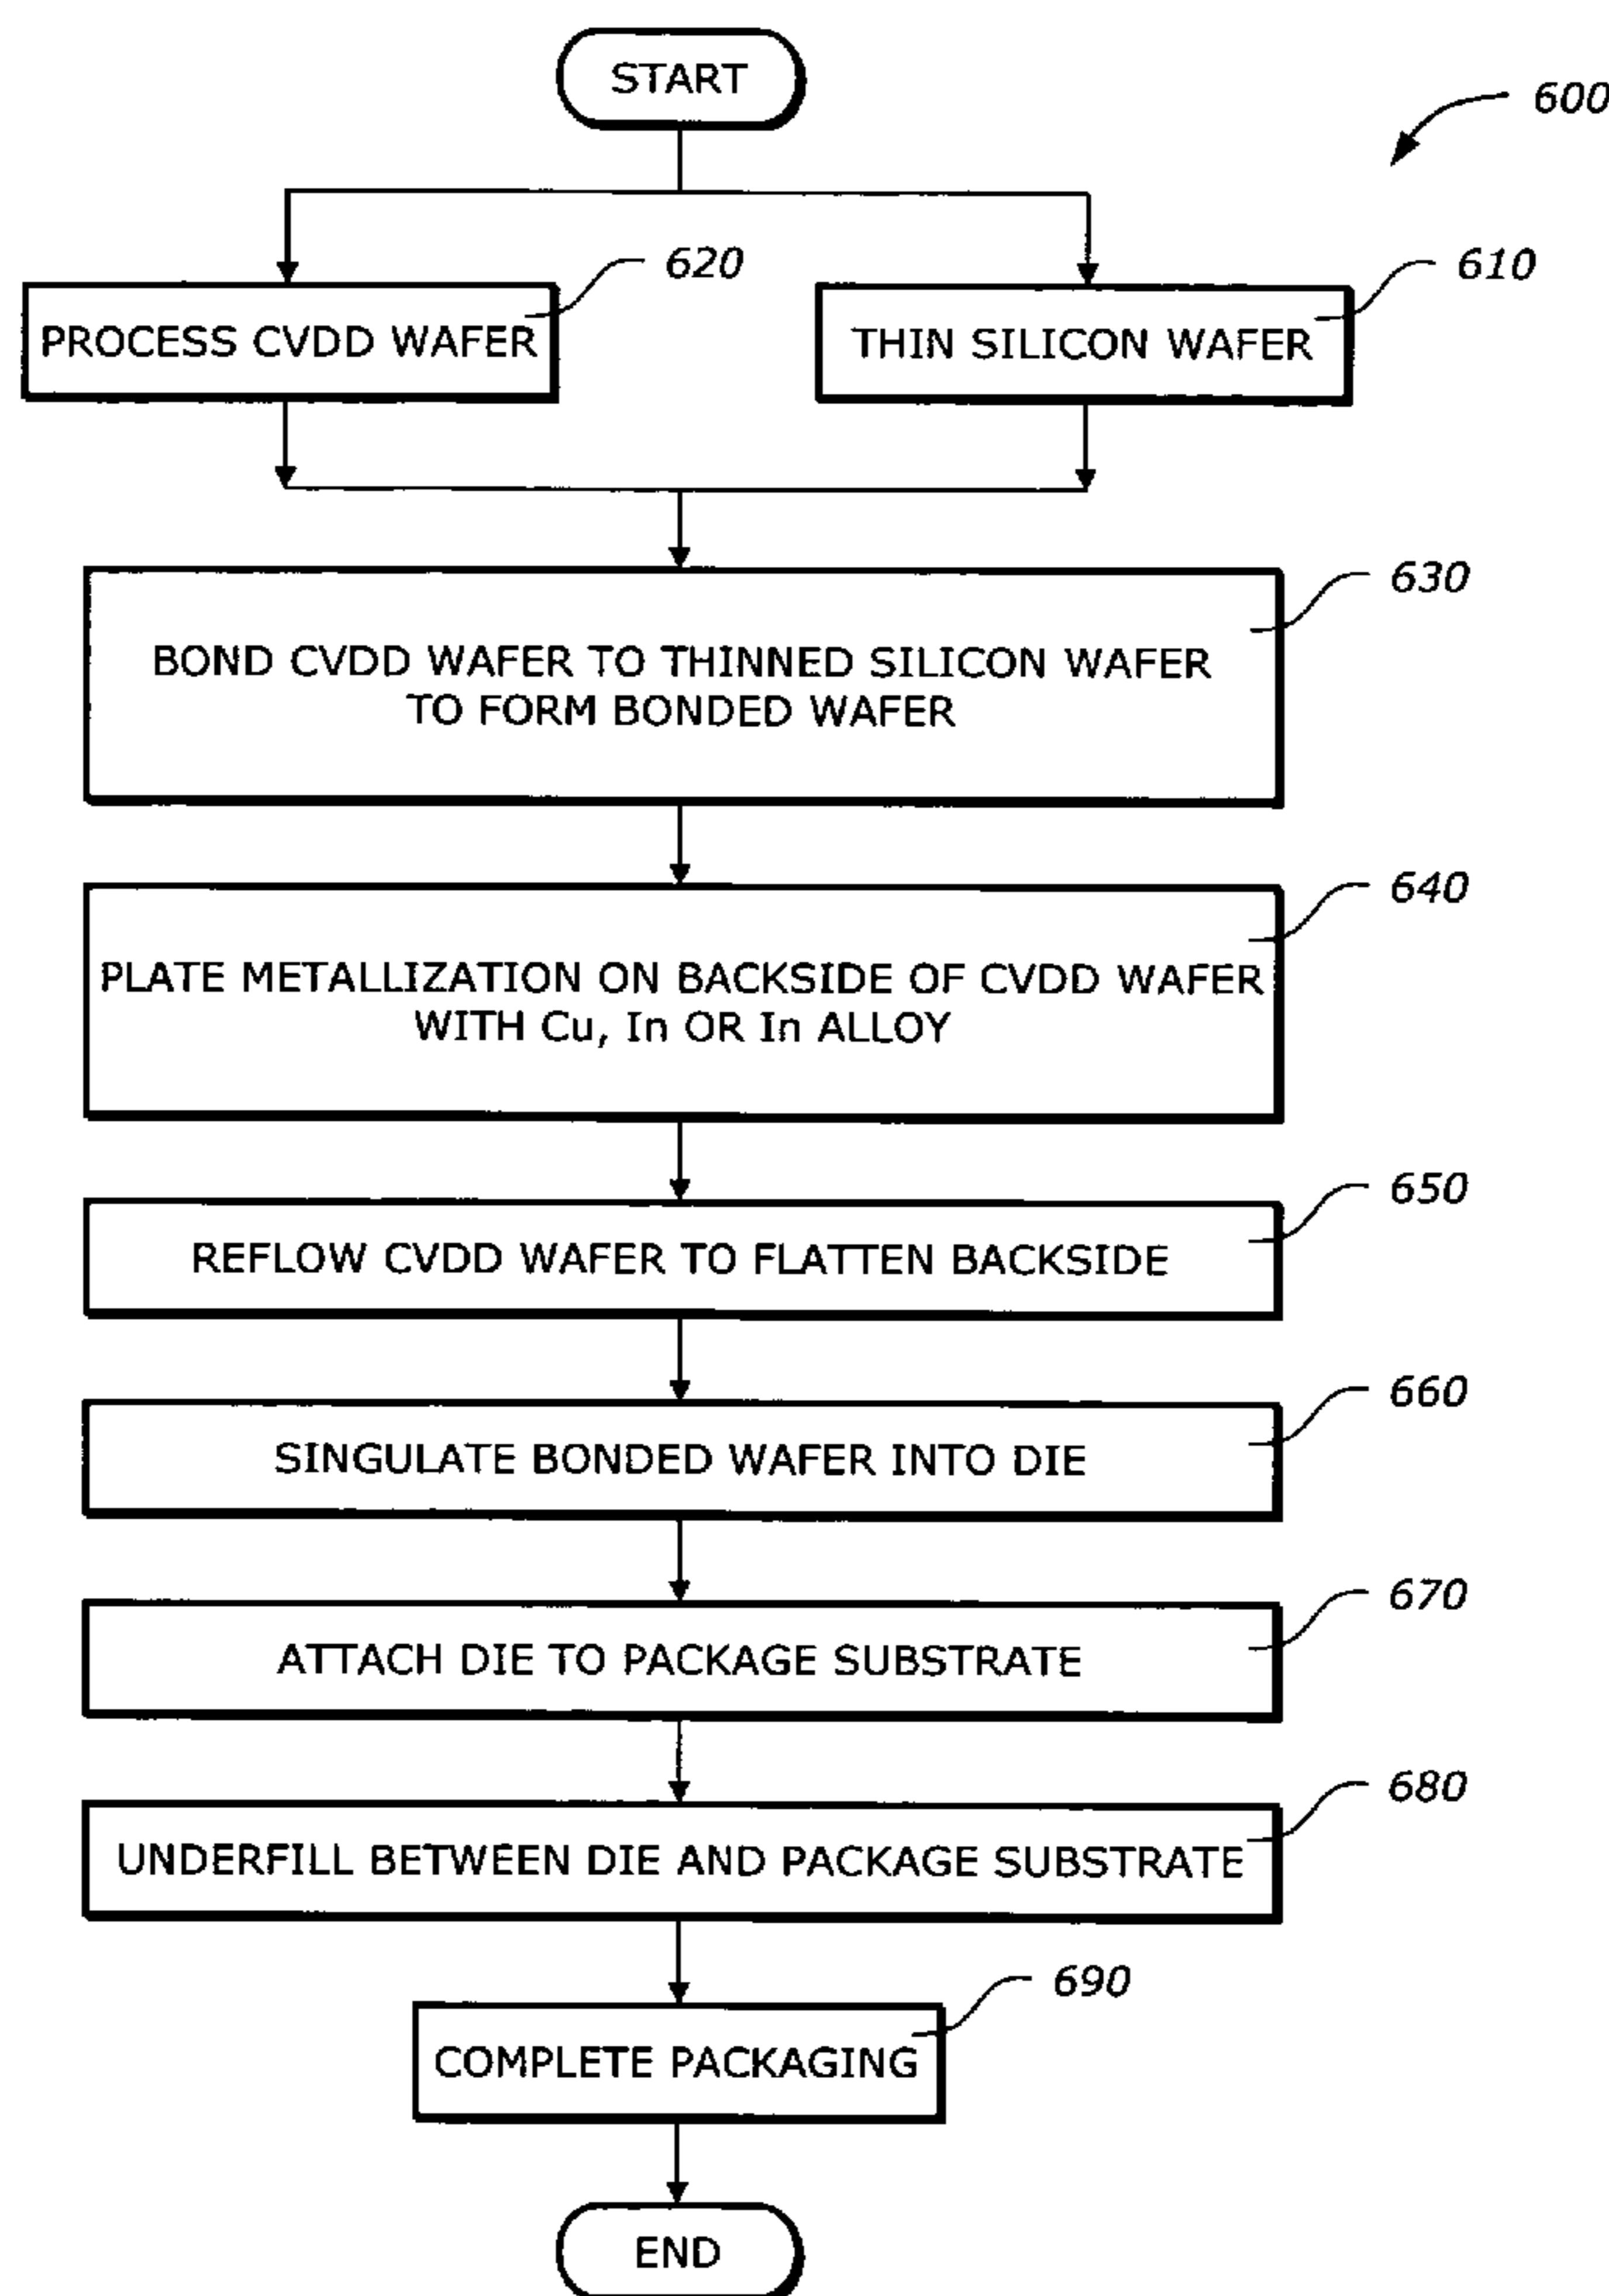 START
600
620
610
PROCESS CVDD WAFER
THIN SILICON WAFER
630
BOND CVDD WAFER TO THINNED SILICON WAFER
TO FORM BONDED WAFER
640
PLATE METALLIZATION ON BACKSIDE OF CVDD WAFER
WITH Cu, In OR In ALLOY
650
REFLOW CVDD WAFER TO FLATTEN BACKSIDE
660
SINGULATE BONDED WAFER INTO DIE
670
ATTACH DIE TO PACKAGE SUBSTRATE
680
UNDERFILL BETWEEN DIE AND PACKAGE SUBSTRATE
690
COMPLETE PACKAGING
END